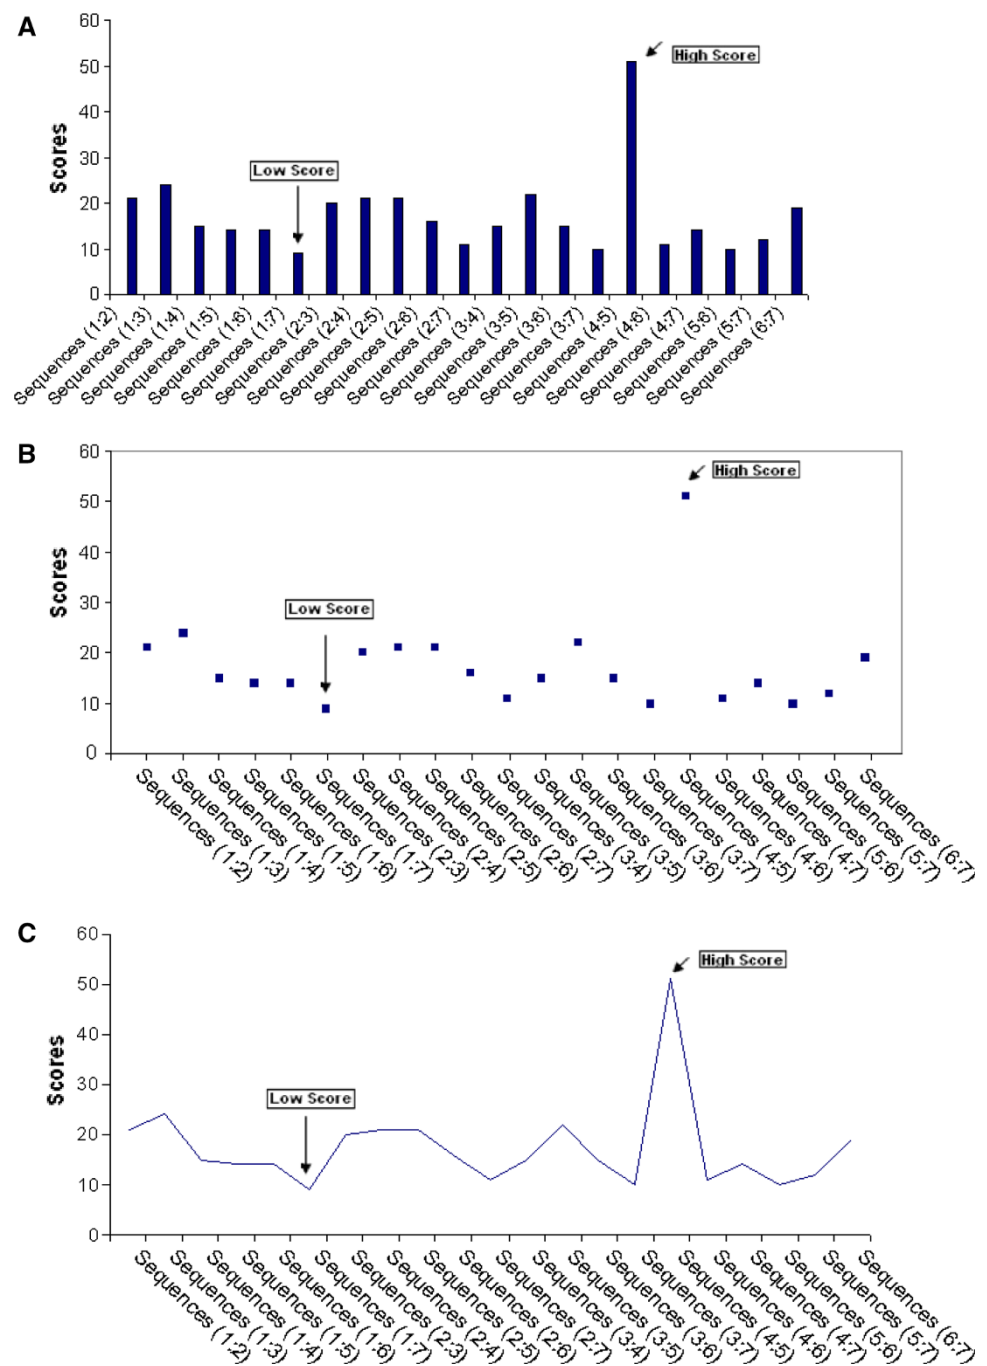 A
60
50
40
30
20
10
0
Scores
High Score
Low Score
Sequences (1:2)
Sequences (1:3)
Sequences (1:4)
Sequences (1:5)
Sequences (1:6)
Sequences (1:7)
Sequences (2:3)
Sequences (2:4)
Sequences (2:5)
Sequences (2:6)
Sequences (2:7)
Sequences (3:4)
Sequences (3:5)
Sequences (3:6)
Sequences (3:7)
Sequences (4:5)
Sequences (4:6)
Sequences (4:7)
Sequences (5:6)
Sequences (5:7)
Sequences (6:7)
B
60
50
40
30
20
10
0
Scores
High Score
Low Score
Sequences (1:2)
Sequences (1:3)
Sequences (1:4)
Sequences (1:5)
Sequences (1:6)
Sequences (1:7)
Sequences (2:3)
Sequences (2:4)
Sequences (2:5)
Sequences (2:6)
Sequences (2:7)
Sequences (3:4)
Sequences (3:5)
Sequences (3:6)
Sequences (3:7)
Sequences (4:5)
Sequences (4:6)
Sequences (4:7)
Sequences (5:6)
Sequences (5:7)
Sequences (6:7)
C
60
50
40
30
20
10
0
Scores
High Score
Low Score
Sequences (1:2)
Sequences (1:3)
Sequences (1:4)
Sequences (1:5)
Sequences (1:6)
Sequences (1:7)
Sequences (2:3)
Sequences (2:4)
Sequences (2:5)
Sequences (2:6)
Sequences (2:7)
Sequences (3:4)
Sequences (3:5)
Sequences (3:6)
Sequences (3:7)
Sequences (4:5)
Sequences (4:6)
Sequences (4:7)
Sequences (5:6)
Sequences (5:7)
Sequences (6:7)